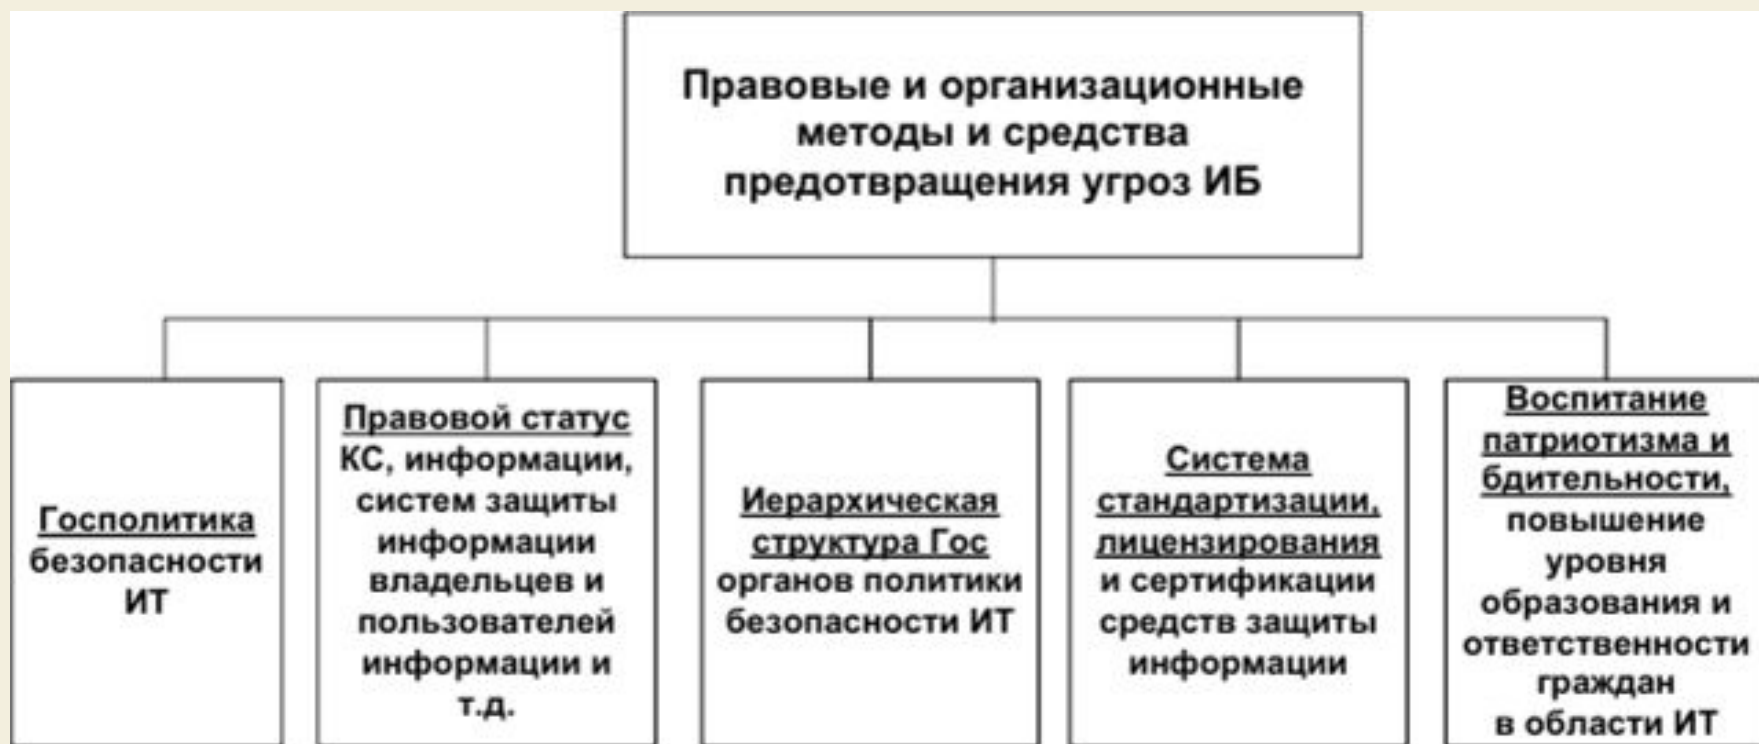 Правовые и организационные
методы и средства
предотвращения угроз ИБ
Госполитика
безопасности
ИТ
Правовой статус
КС, информации,
систем защиты
информации
владельцев и
пользователей
информации и
т.д.
Иерархическая
структура Гос
органов политики
безопасности ИТ
Система
стандартизации,
лицензирования
и сертификации
средств защиты
информации
Воспитание
патриотизма и
бдительности,
повышение
уровня
образования и
ответственности
граждан
в области ИТ